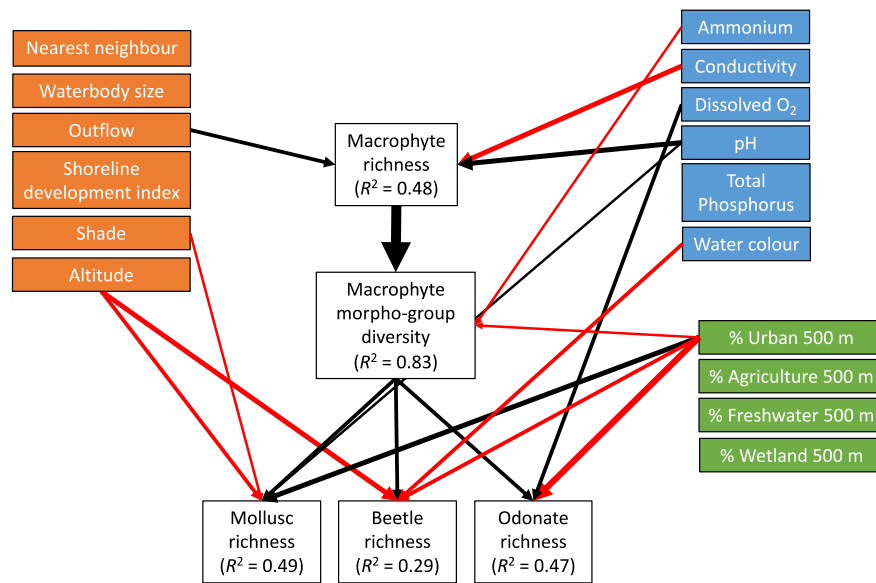 Nearest neighbour
Waterbody size
Outflow
Shoreline
development index
Shade
Altitude
Ammonium
Conductivity
Dissolved O₂
pH
Total
Phosphorus
Water colour
Macrophyte
richness
(R² = 0.48)
Macrophyte
morpho-group
diversity
(R² = 0.83)
% Urban 500 m
% Agriculture 500 m
% Freshwater 500 m
% Wetland 500 m
Mollusc
richness
(R² = 0.49)
Beetle
richness
(R² = 0.29)
Odonate
richness
(R² = 0.47)